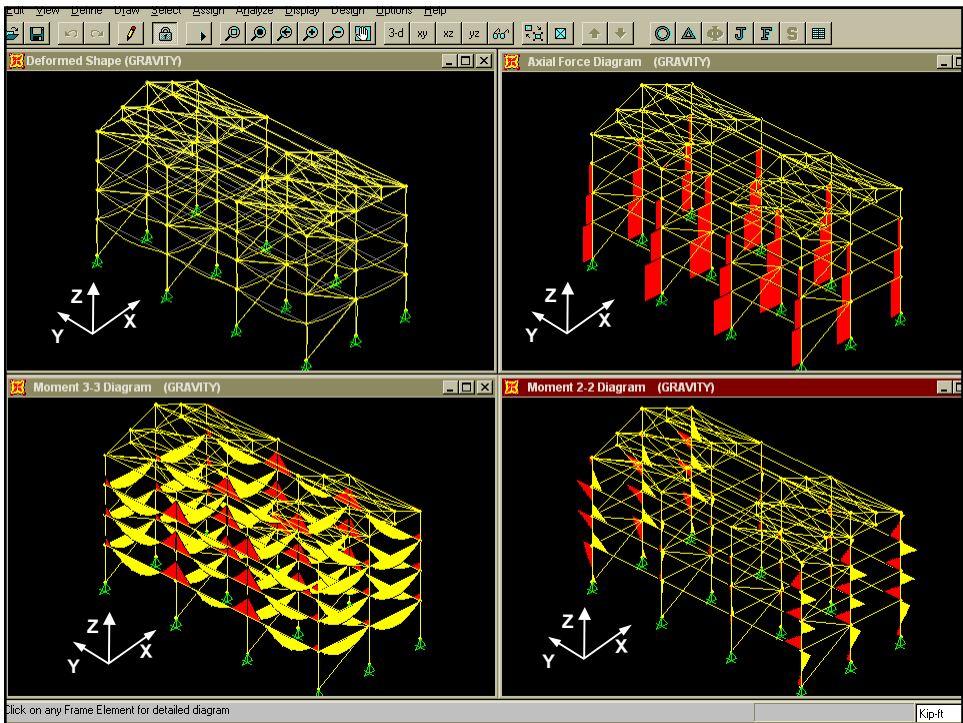 Edit View Define Draw Select Assign Analyze Display Design Options Help
3-d xy xz yz J F S
Deformed Shape (GRAVITY)
Axial Force Diagram (GRAVITY)
Z
X
Y
Z
X
Y
Moment 3-3 Diagram (GRAVITY)
Moment 2-2 Diagram (GRAVITY)
Z
X
Y
Z
X
Y
Click on any Frame Element for detailed diagram
Kip-ft